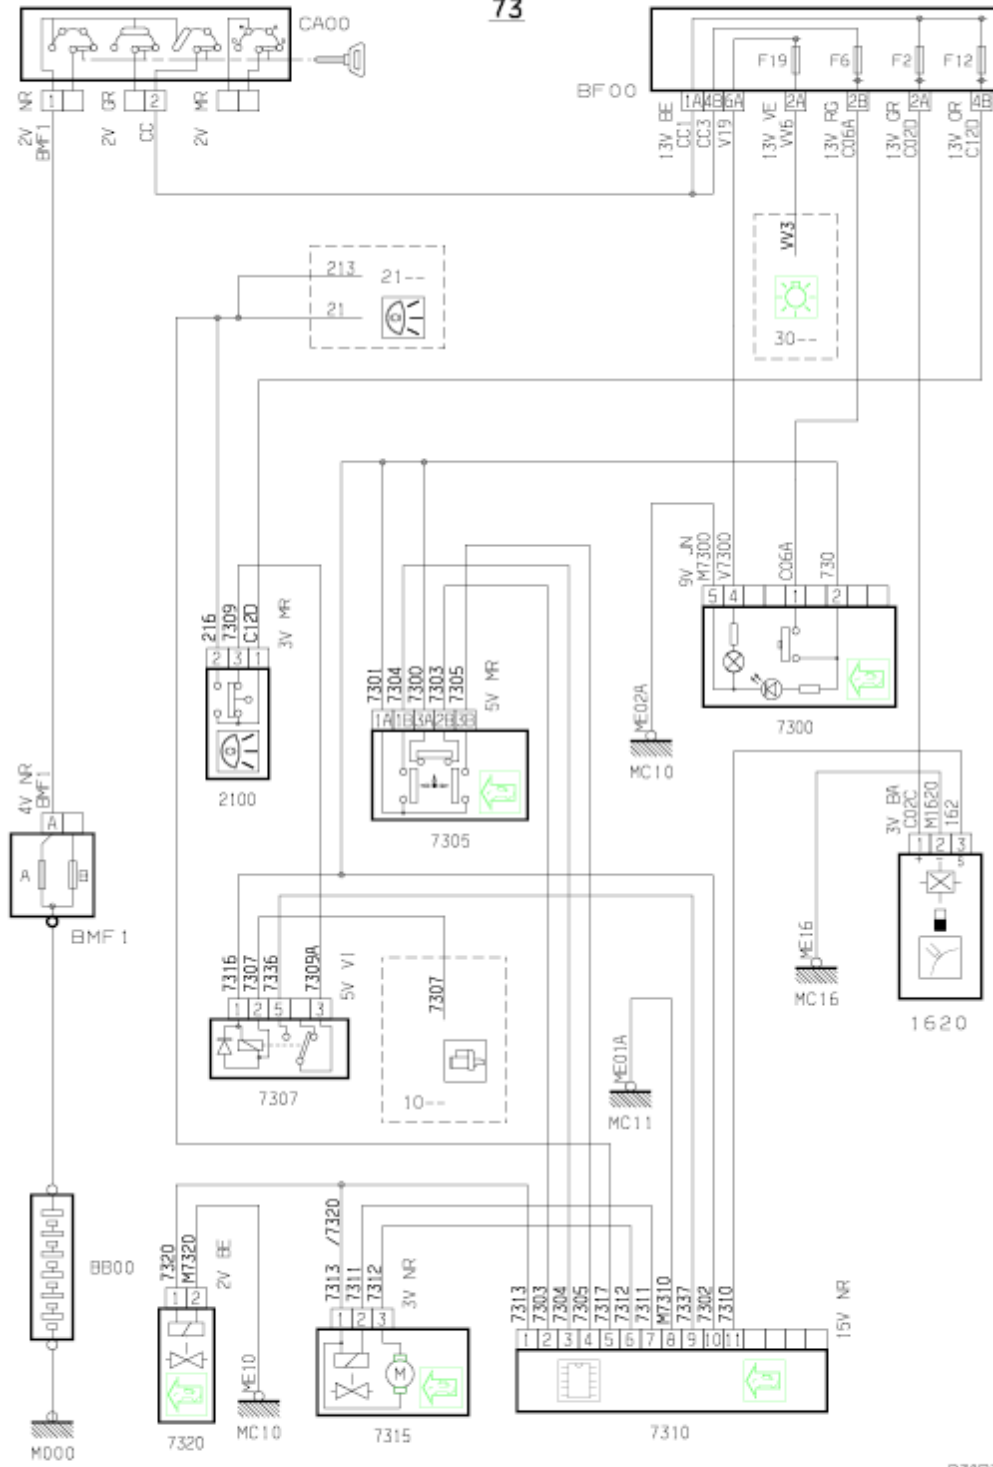 73
CA00
BF00
F19
F6
F2
F12
1
2
1A 4B 6A 2A 2B 2A 4B
2V NR
BMF1
2V GR
CC
2V MR
13V BE
CC1
CC3
V19
13V VE
VV6
13V RG
C06A
13V GR
C02D
13V OR
C12D
VV3
30--
213
21
21--
9V JN
M7300
V7300
C06A
730
5 4 1 2
7300
ME02A
MC10
216
7309
C12D
3V MR
2 3 1
2100
7301
7304
7300
7303
7305
5V MR
1A 1B 3A 2B 3B
7305
4V NR
BMF1
A
A
B
BMF1
3V BA
C02C
M1620
162
1 2 3
+ - S
1620
ME16
MC16
7316
7307
7336
7309A
5V VI
1 2 5 3
7307
7307
10--
ME01A
MC11
BB00
M000
7320
M7320
2V BE
1 2
7320
ME10
MC10
7313
/7320
7311
7312
3V NR
1 2 3
M
7315
7313
7303
7304
7305
7317
7312
7311
M7310
7337
7302
7310
15V NR
1 2 3 4 5 6 7 8 9 10 11
7310